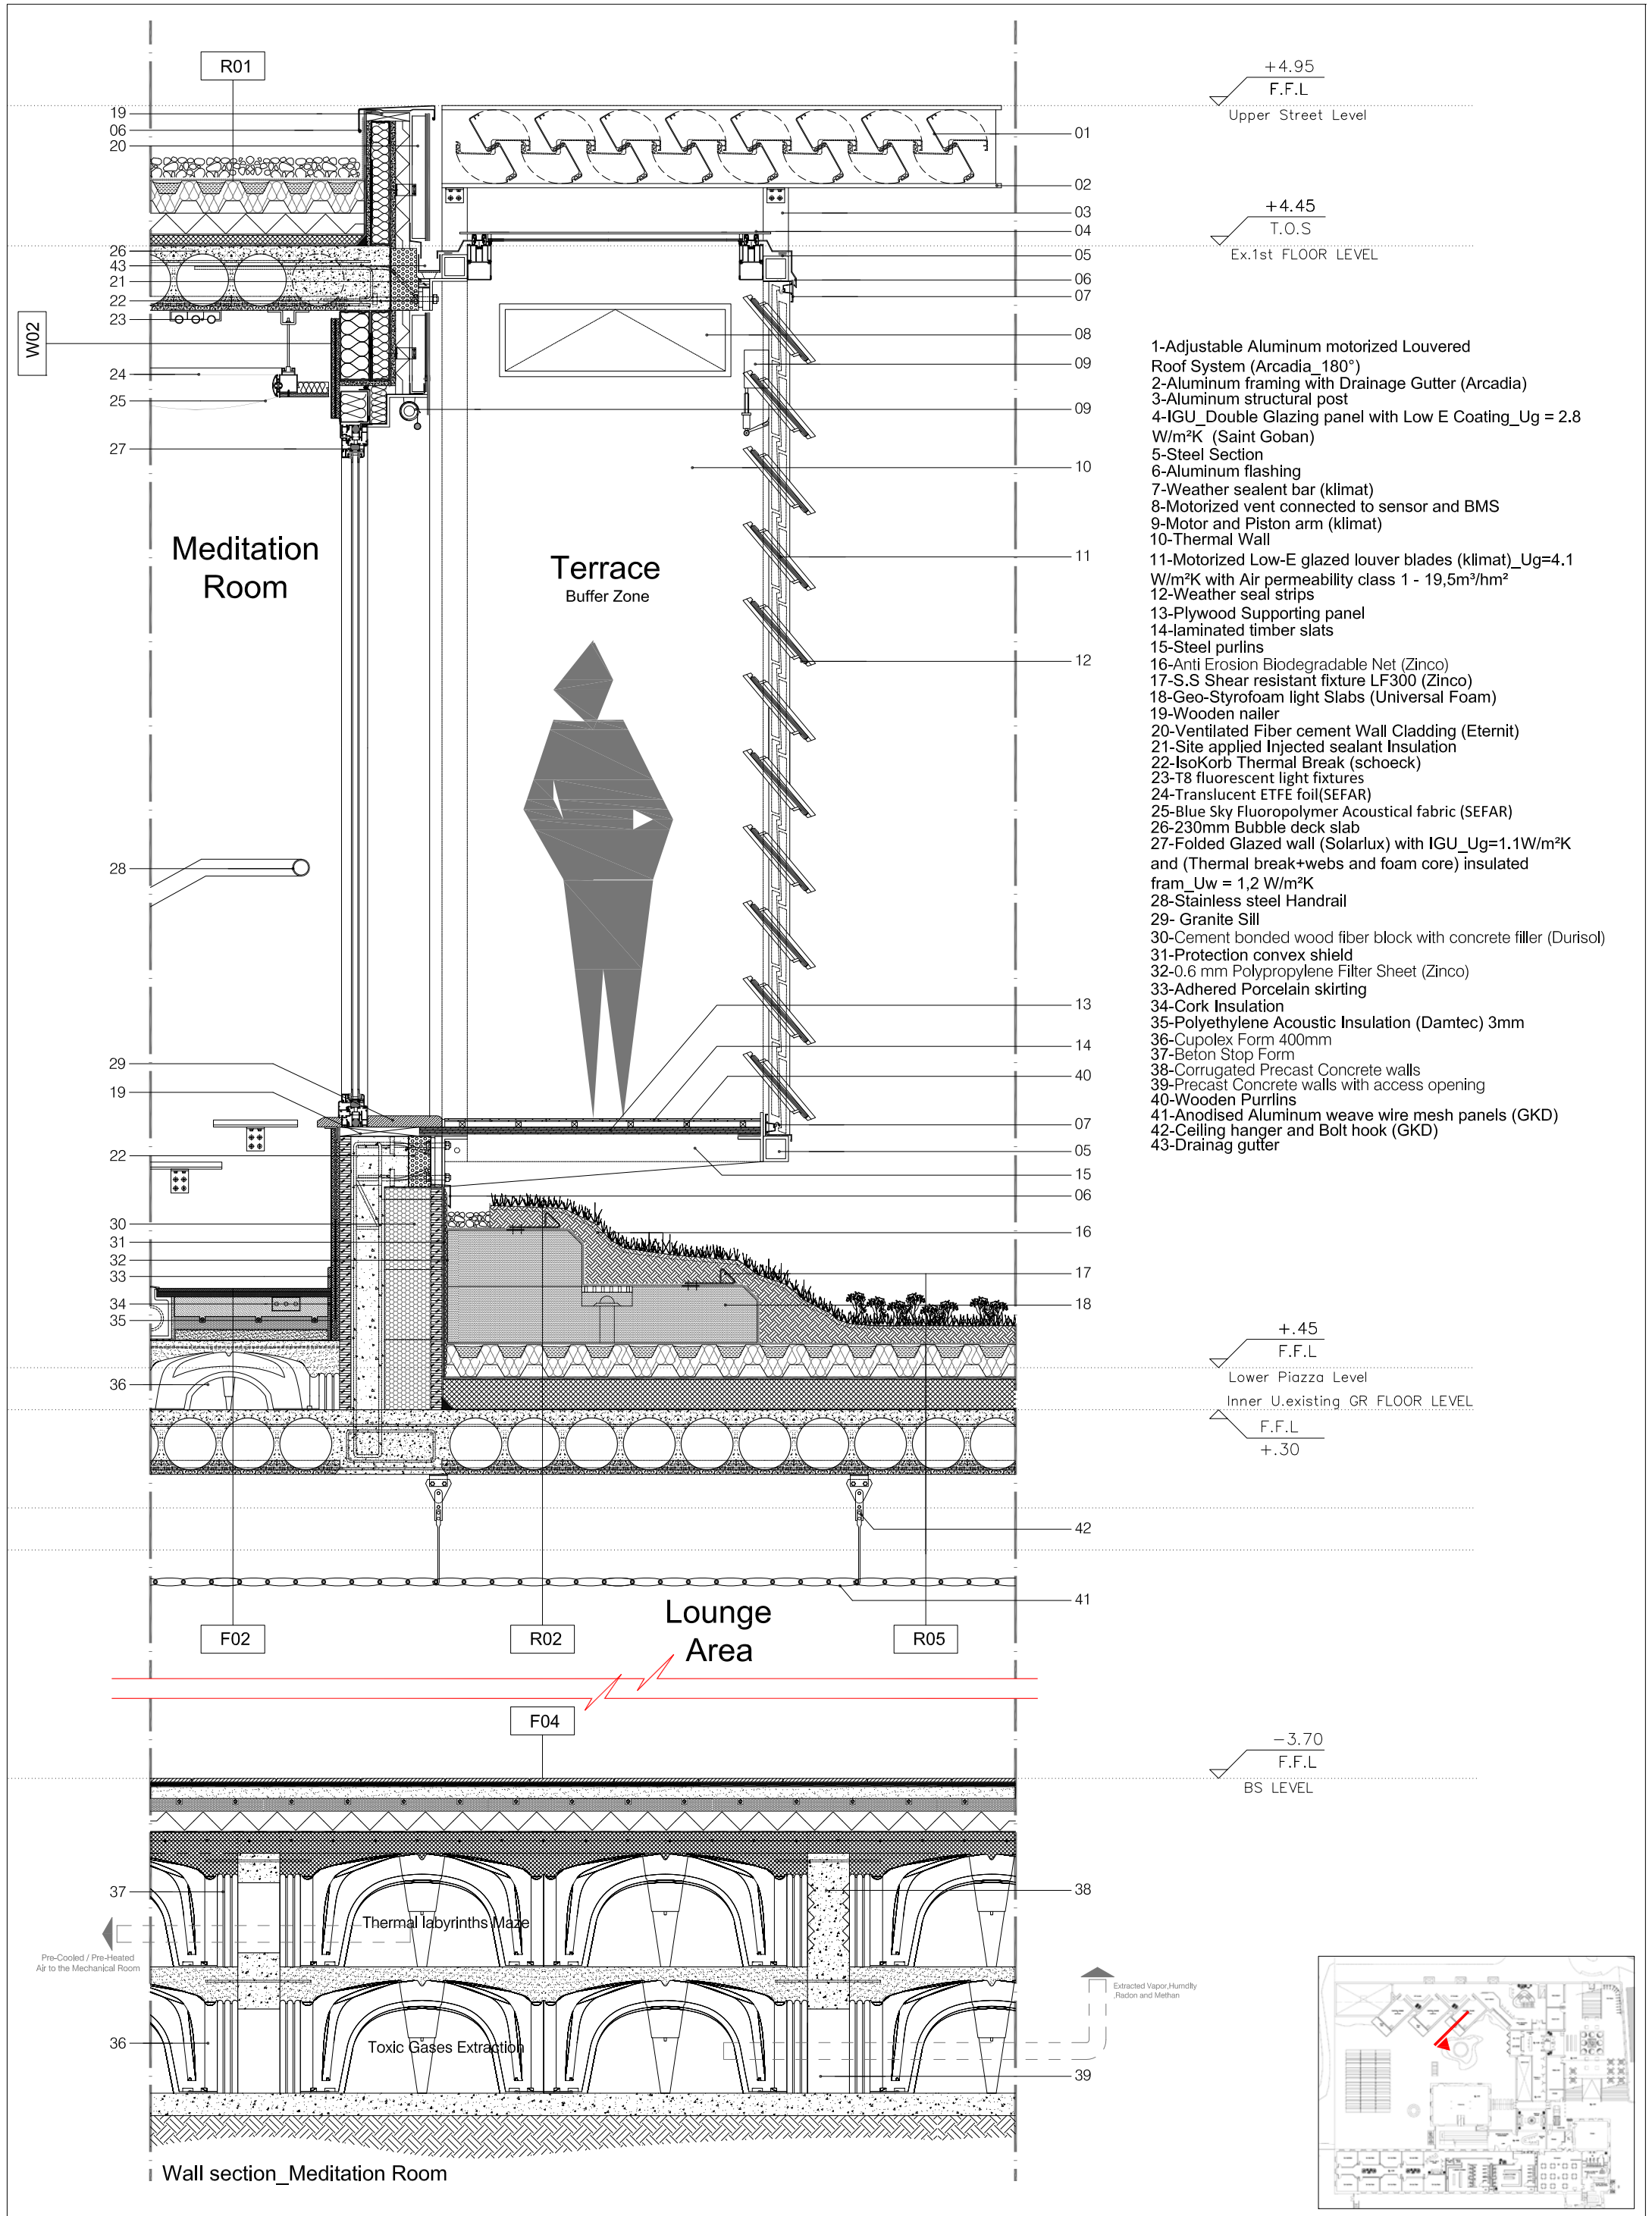 R01
+4.95
F.F.L
Upper Street Level
19
06
20
01
02
03
+4.45
T.O.S
Ex.1st FLOOR LEVEL
04
26
43
21
22
23
05
06
07
W02
08
24
09
25
09
27
10
1-Adjustable Aluminum motorized Louvered
Roof System (Arcadia_180°)
2-Aluminum framing with Drainage Gutter (Arcadia)
3-Aluminum structural post
4-IGU_Double Glazing panel with Low E Coating_Ug = 2.8
W/m²K (Saint Goban)
5-Steel Section
6-Aluminum flashing
7-Weather sealent bar (klimat)
8-Motorized vent connected to sensor and BMS
9-Motor and Piston arm (klimat)
10-Thermal Wall
11-Motorized Low-E glazed louver blades (klimat)_Ug=4.1
W/m²K with Air permeability class 1 - 19,5m³/hm²
12-Weather seal strips
13-Plywood Supporting panel
14-laminated timber slats
15-Steel purlins
16-Anti Erosion Biodegradable Net (Zinco)
17-S.S Shear resistant fixture LF300 (Zinco)
18-Geo-Styrofoam light Slabs (Universal Foam)
19-Wooden nailer
20-Ventilated Fiber cement Wall Cladding (Eternit)
21-Site applied Injected sealant Insulation
22-IsoKorb Thermal Break (schoeck)
23-T8 fluorescent light fixtures
24-Translucent ETFE foil(SEFAR)
25-Blue Sky Fluoropolymer Acoustical fabric (SEFAR)
26-230mm Bubble deck slab
27-Folded Glazed wall (Solarlux) with IGU_Ug=1.1W/m²K
and (Thermal break+webs and foam core) insulated
fram_Uw = 1,2 W/m²K
28-Stainless steel Handrail
29- Granite Sill
30-Cement bonded wood fiber block with concrete filler (Durisol)
31-Protection convex shield
32-0.6 mm Polypropylene Filter Sheet (Zinco)
33-Adhered Porcelain skirting
34-Cork Insulation
35-Polyethylene Acoustic Insulation (Damtec) 3mm
36-Cupolex Form 400mm
37-Beton Stop Form
38-Corrugated Precast Concrete walls
39-Precast Concrete walls with access opening
40-Wooden Purrlins
41-Anodised Aluminum weave wire mesh panels (GKD)
42-Ceiling hanger and Bolt hook (GKD)
43-Drainag gutter
Meditation
Room
Terrace
Buffer Zone
11
12
28
13
14
40
29
19
07
05
22
15
06
30
31
32
33
34
35
16
17
18
36
+.45
F.F.L
Lower Piazza Level
Inner U.existing GR FLOOR LEVEL
F.F.L
+.30
42
41
Lounge
Area
F02
R02
R05
F04
-3.70
F.F.L
BS LEVEL
37
38
Thermal labyrinths Maze
Pre-Cooled / Pre-Heated
Air to the Mechanical Room
Extracted Vapor,Humdity
,Radon and Methan
36
Toxic Gases Extraction
39
Wall section_Meditation Room